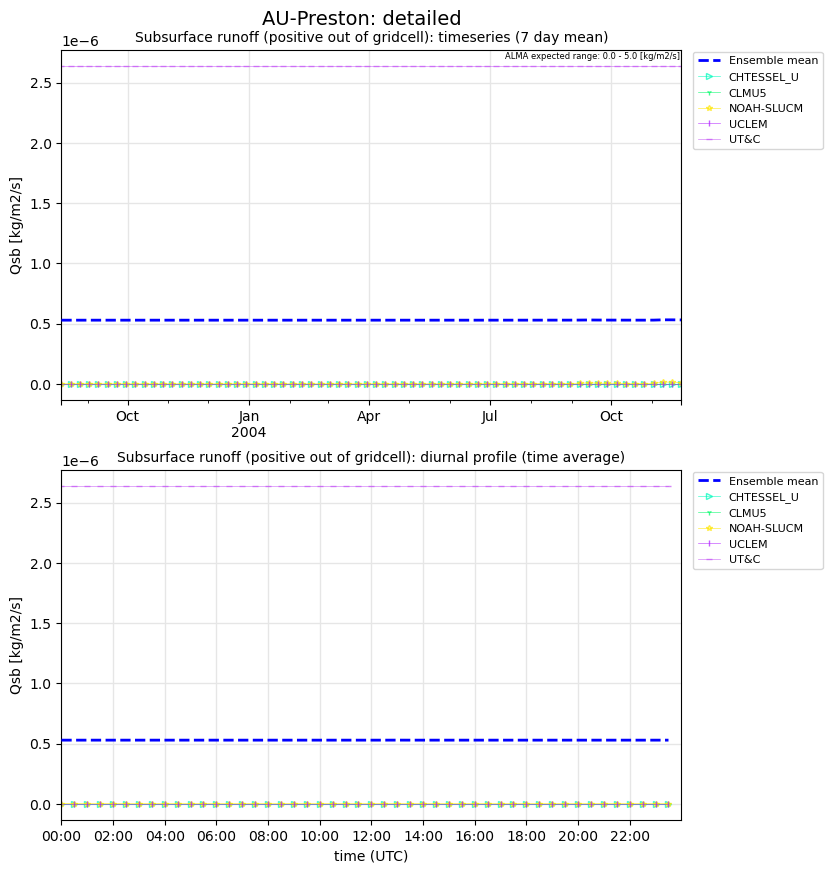 AU-Preston: detailed
Subsurface runoff (positive out of gridcell): timeseries (7 day mean)
1e−6
ALMA expected range: 0.0 - 5.0 [kg/m2/s]
Ensemble mean
CHTESSEL_U
CLMU5
NOAH-SLUCM
UCLEM
UT&C
2.5
2.0
1.5
1.0
0.5
0.0
Qsb [kg/m2/s]
Oct
Jan
2004
Apr
Jul
Oct
Subsurface runoff (positive out of gridcell): diurnal profile (time average)
1e−6
Ensemble mean
CHTESSEL_U
CLMU5
NOAH-SLUCM
UCLEM
UT&C
2.5
2.0
1.5
1.0
0.5
0.0
Qsb [kg/m2/s]
00:00 02:00 04:00 06:00 08:00 10:00 12:00 14:00 16:00 18:00 20:00 22:00
time (UTC)